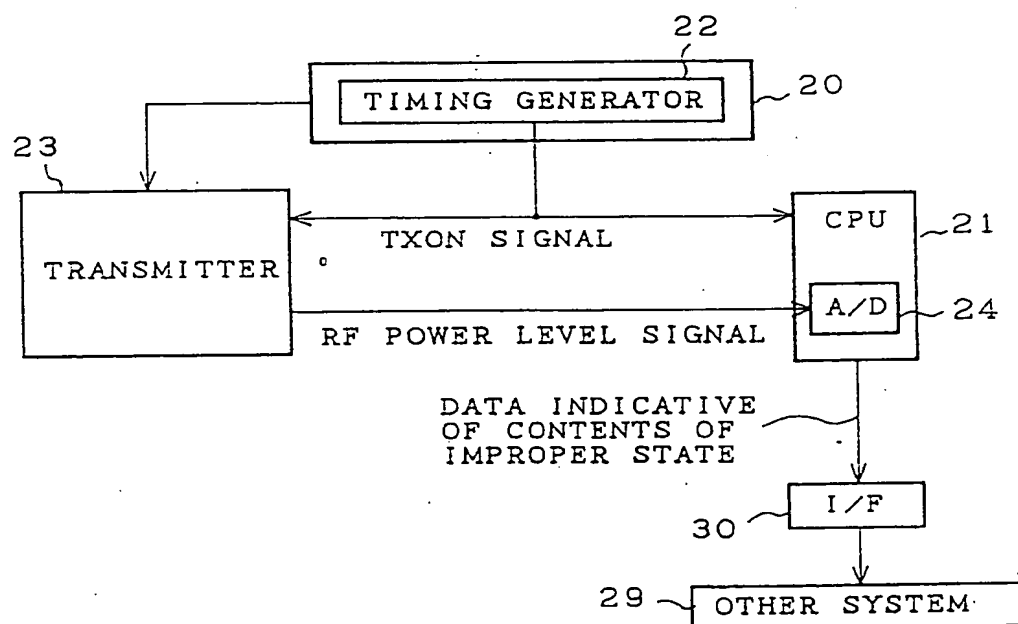 22
TIMING GENERATOR
20
23
TRANSMITTER
TXON SIGNAL
CPU
21
A/D
24
RF POWER LEVEL SIGNAL
DATA INDICATIVE
OF CONTENTS OF
IMPROPER STATE
I/F
30
29
OTHER SYSTEM